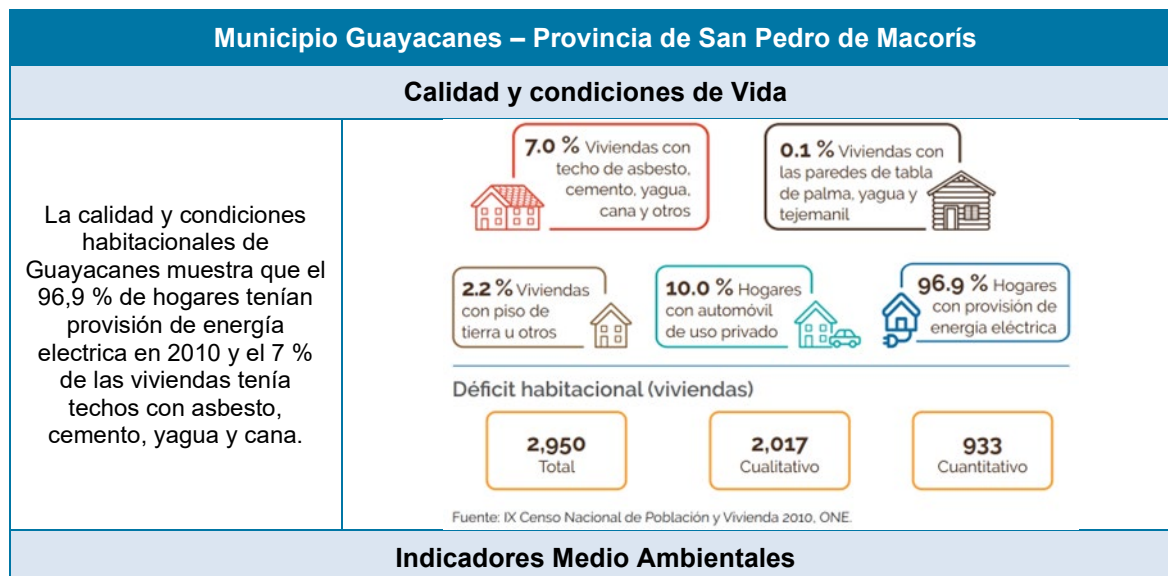 Municipio Guayacanes – Provincia de San Pedro de Macorís
Calidad y condiciones de Vida
La calidad y condiciones
habitacionales de
Guayacanes muestra que el
96,9 % de hogares tenían
provisión de energía
electrica en 2010 y el 7 %
de las viviendas tenía
techos con asbesto,
cemento, yagua y cana.
7.0 % Viviendas con
techo de asbesto,
cemento, yagua,
cana y otros
0.1 % Viviendas con
las paredes de tabla
de palma, yagua y
tejemanil
2.2 % Viviendas
con piso de
tierra u otros
10.0 % Hogares
con automóvil
de uso privado
96.9 % Hogares
con provisión de
energía eléctrica
Déficit habitacional (viviendas)
2,950
Total
2,017
Cualitativo
933
Cuantitativo
Fuente: IX Censo Nacional de Población y Vivienda 2010, ONE.
Indicadores Medio Ambientales